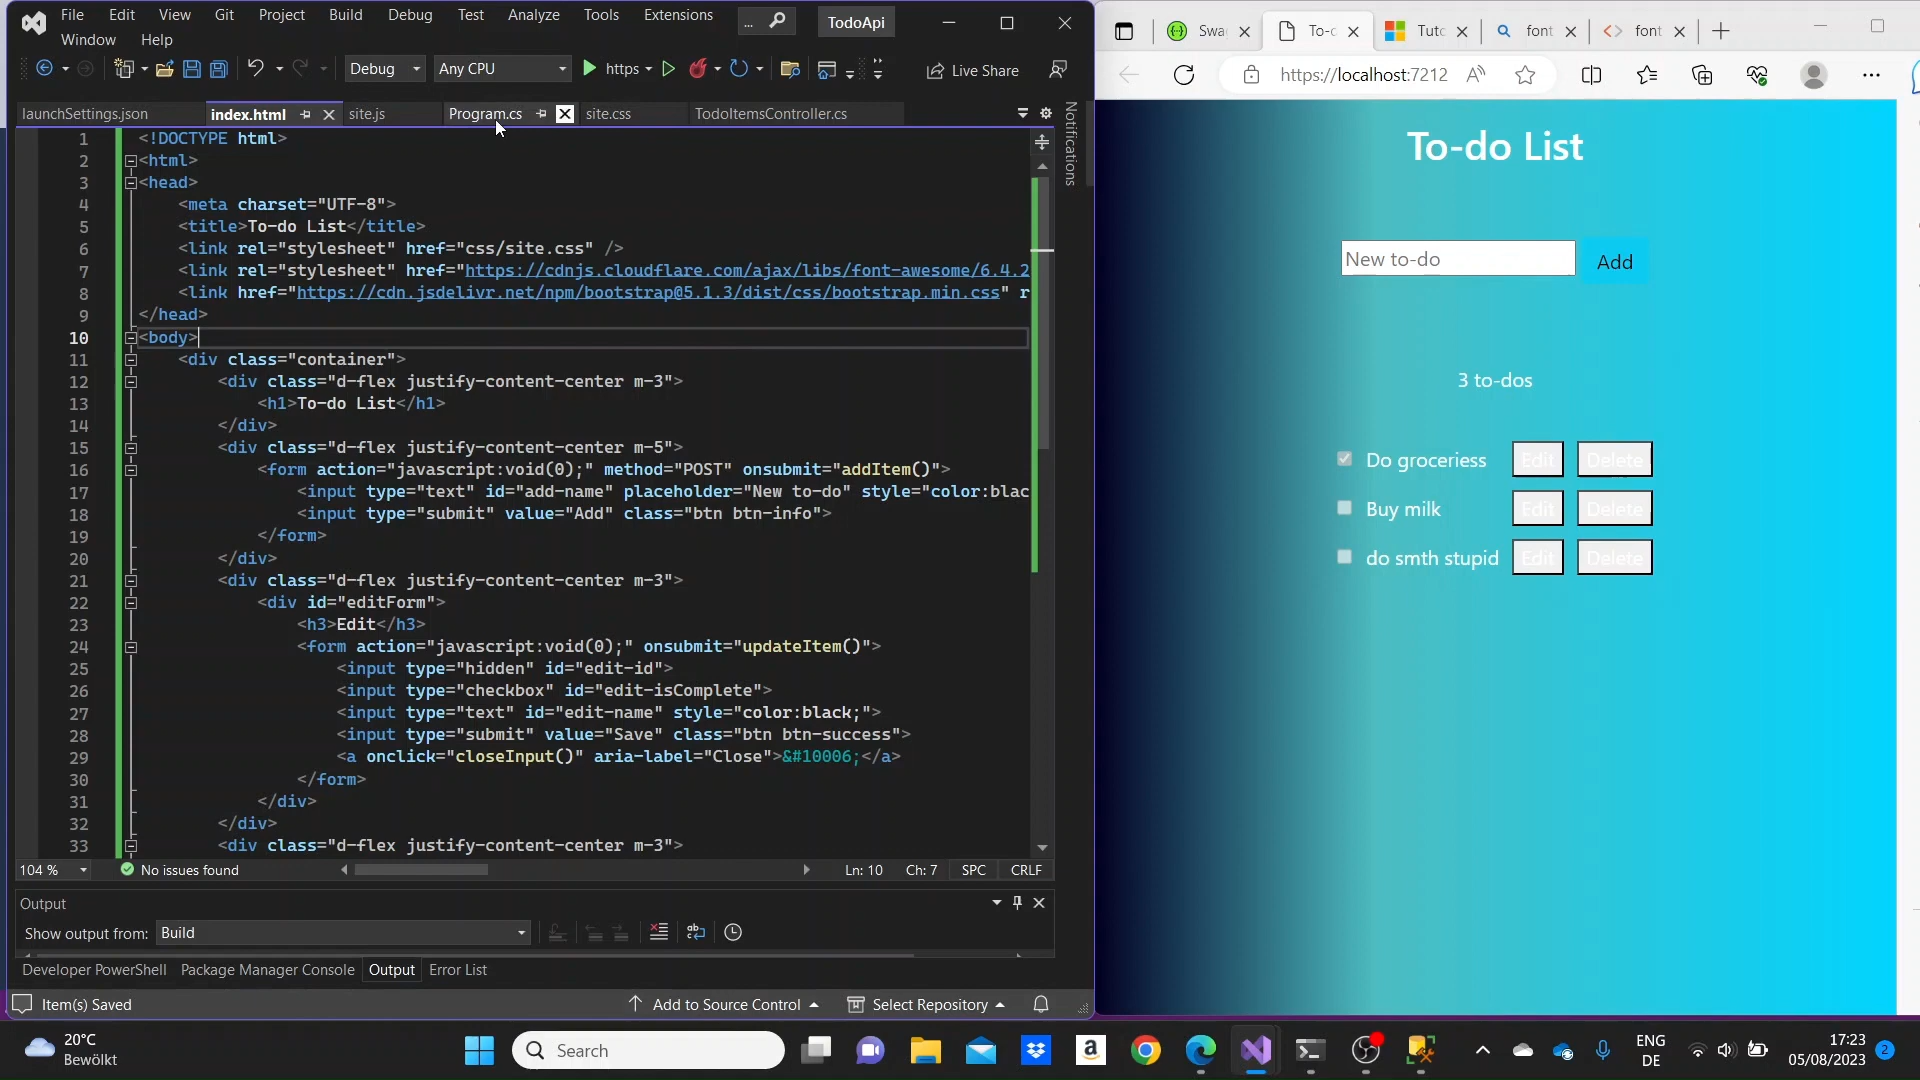 File Edit View Git Project Build Debug Test Tools Analyze Extensions
Window Help
... TodoApi
Debug Any CPU https Live Share
launchSettings.json index.html site.js Program.cs site.css TodoItemsController.cs
Notifications
1 <!DOCTYPE html>
2 <html>
3 <head>
4 <meta charset="UTF-8">
5 <title>To-do List</title>
6 <link rel="stylesheet" href="css/site.css" />
7 <link rel="stylesheet" href="https://cdnjs.cloudflare.com/ajax/libs/font-awesome/6.4.2
8 <link href="https://cdn.jsdelivr.net/npm/bootstrap@5.1.3/dist/css/bootstrap.min.css" r
9 </head>
10 <body>
11 <div class="container">
12 <div class="d-flex justify-content-center m-3">
13 <h1>To-do List</h1>
14 </div>
15 <div class="d-flex justify-content-center m-5">
16 <form action="javascript:void(0);" method="POST" onsubmit="addItem()">
17 <input type="text" id="add-name" placeholder="New to-do" style="color:blac
18 <input type="submit" value="Add" class="btn btn-info">
19 </form>
20 </div>
21 <div class="d-flex justify-content-center m-3">
22 <div id="editForm">
23 <h3>Edit</h3>
24 <form action="javascript:void(0);" onsubmit="updateItem()">
25 <input type="hidden" id="edit-id">
26 <input type="checkbox" id="edit-isComplete">
27 <input type="text" id="edit-name" style="color:black;">
28 <input type="submit" value="Save" class="btn btn-success">
29 <a onclick="closeInput()" aria-label="Close">&#10006;</a>
30 </form>
31 </div>
32 </div>
33 <div class="d-flex justify-content-center m-3">
104 % No issues found Ln: 10 Ch: 7 SPC CRLF
Output
Show output from: Build
Developer PowerShell Package Manager Console Output Error List
Item(s) Saved Add to Source Control Select Repository
Swa To-d Tuto font font
https://localhost:7212
To-do List
New to-do Add
3 to-dos
Do groceriess Edit Delete
Buy milk Edit Delete
do smth stupid Edit Delete
20°C
Bewölkt
Search
ENG
DE
17:23
05/08/2023
2